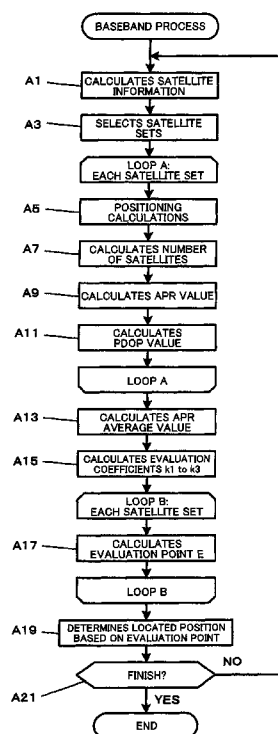 BASEBAND PROCESS
A1
CALCULATES SATELLITE
INFORMATION
A3
SELECTS SATELLITE
SETS
LOOP A:
EACH SATELLITE SET
A5
POSITIONING
CALCULATIONS
A7
CALCULATES NUMBER
OF SATELLITES
A9
CALCULATES APR VALUE
A11
CALCULATES
PDOP VALUE
LOOP A
A13
CALCULATES APR
AVERAGE VALUE
A15
CALCULATES EVALUATION
COEFFICIENTS k1 to k3
LOOP B:
EACH SATELLITE SET
A17
CALCULATES
EVALUATION POINT E
LOOP B
A19
DETERMINES LOCATED POSITION
BASED ON EVALUATION POINT
A21
FINISH?
NO
YES
END